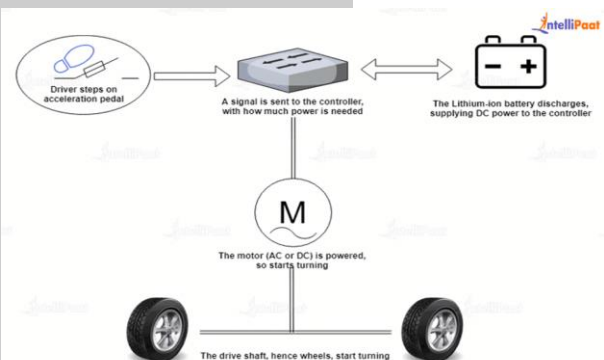 intelliPaat
Driver steps on
acceleration pedal
A signal is sent to the controller,
with how much power is needed
The Lithium-ion battery discharges,
supplying DC power to the controller
M
The motor (AC or DC) is powered,
so starts turning
The drive shaft, hence wheels, start turning